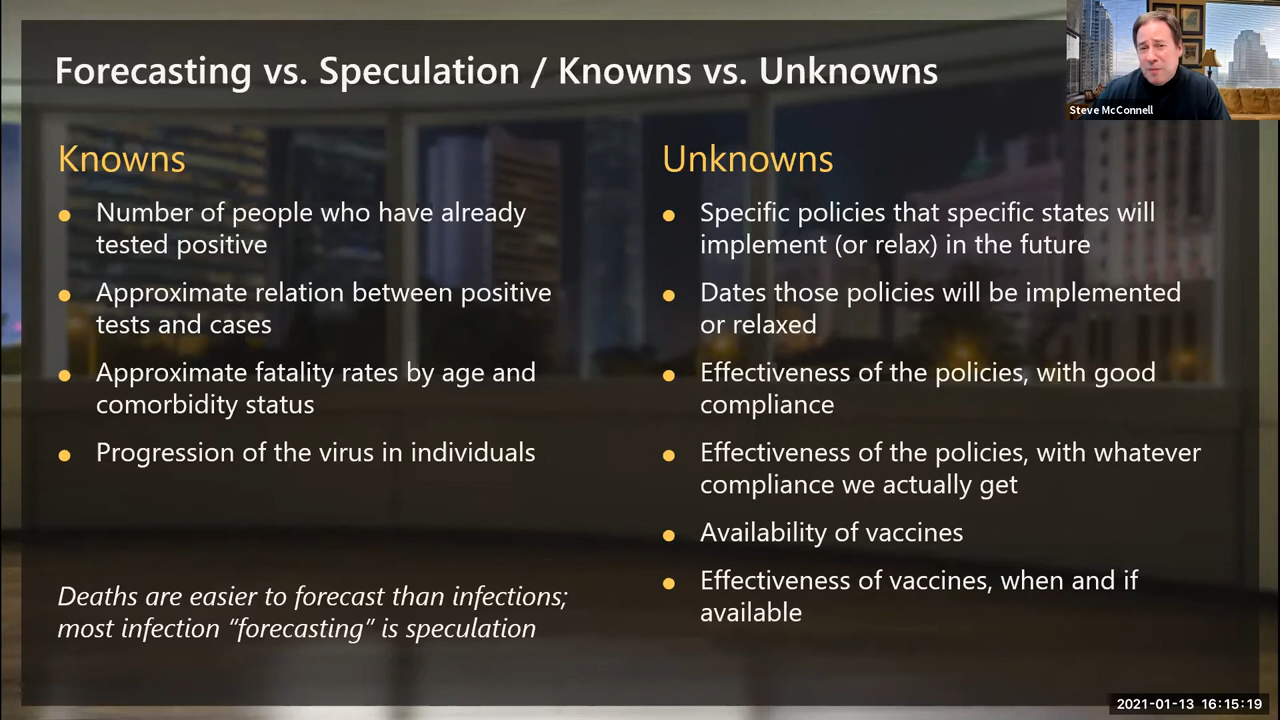 Forecasting vs. Speculation / Knowns vs. Unknowns
Steve McConnell
Knowns
Number of people who have already
tested positive
Approximate relation between positive
tests and cases
Approximate fatality rates by age and
comorbidity status
Progression of the virus in individuals
Deaths are easier to forecast than infections;
most infection “forecasting” is speculation
Unknowns
Specific policies that specific states will
implement (or relax) in the future
Dates those policies will be implemented
or relaxed
Effectiveness of the policies, with good
compliance
Effectiveness of the policies, with whatever
compliance we actually get
Availability of vaccines
Effectiveness of vaccines, when and if
available
2021-01-13 16:15:19